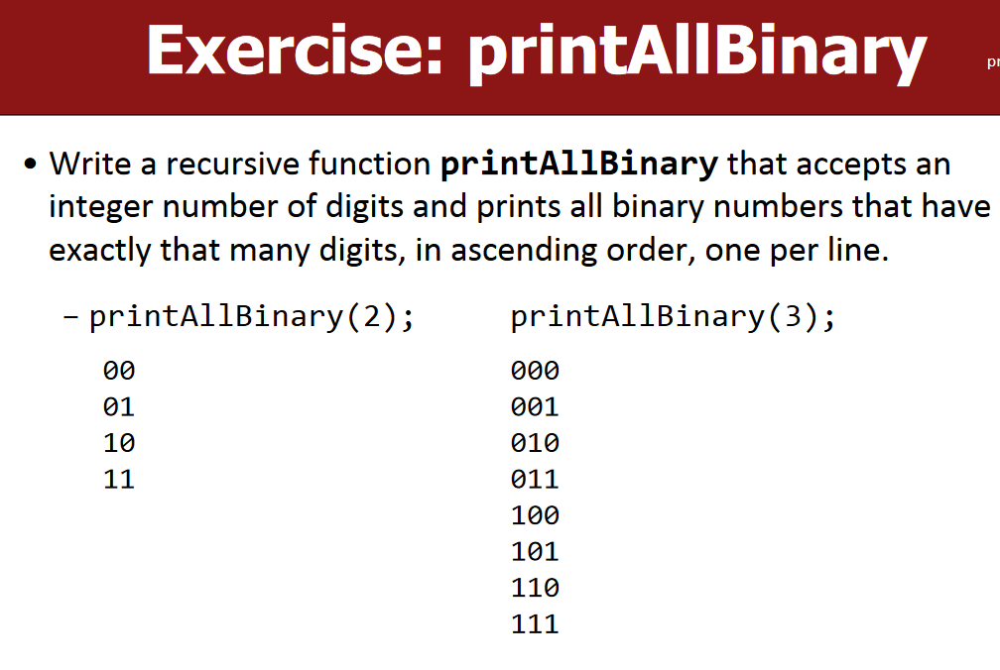 Exercise: printAllBinary
pr
• Write a recursive function printAllBinary that accepts an
integer number of digits and prints all binary numbers that have
exactly that many digits, in ascending order, one per line.
– printAllBinary(2); printAllBinary(3);
00 000
01 001
10 010
11 011
100
101
110
111